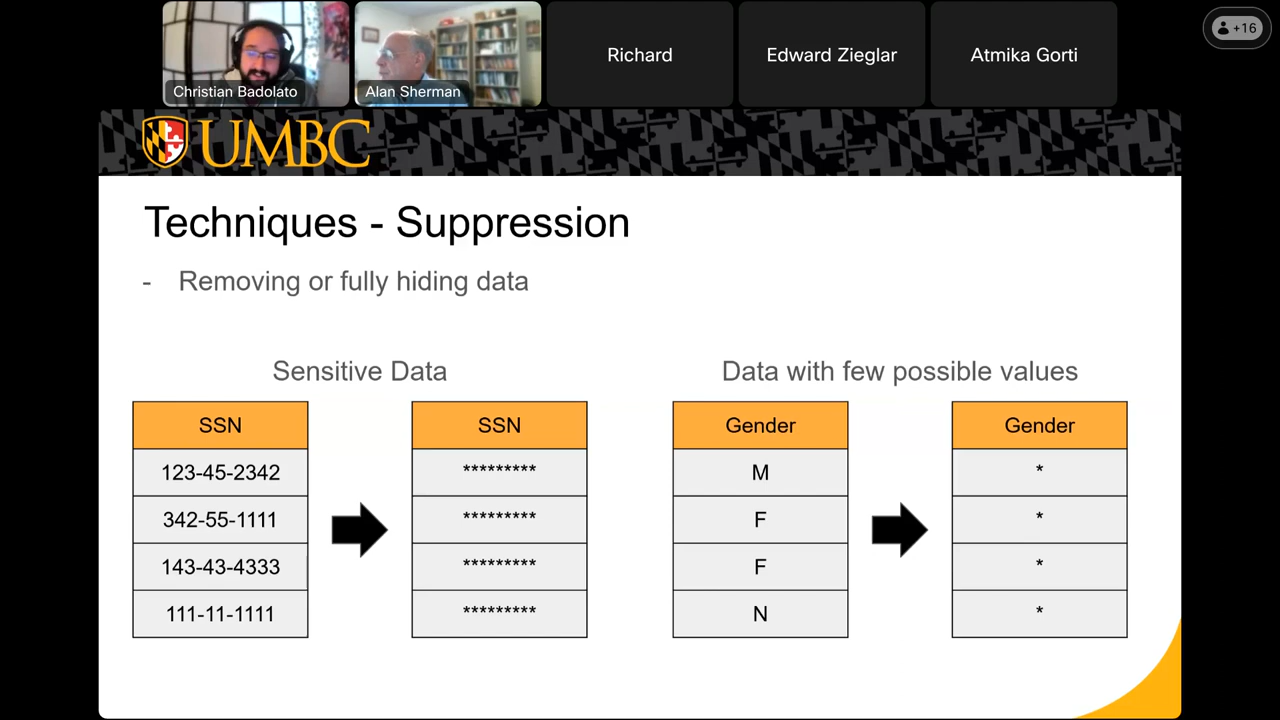 Christian Badolato
Alan Sherman
Richard
Edward Zieglar
Atmika Gorti
+16
UMBC
Techniques - Suppression
- Removing or fully hiding data
Sensitive Data
Data with few possible values
SSN
SSN
Gender
Gender
123-45-2342
*********
M
*
342-55-1111
*********
F
*
143-43-4333
*********
F
*
111-11-1111
*********
N
*